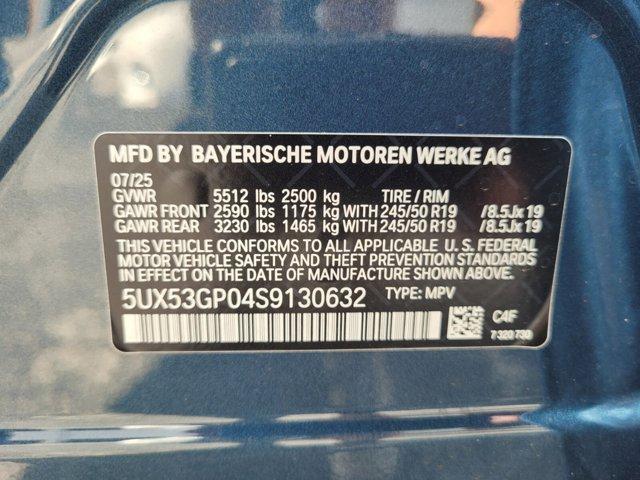 MFD BY BAYERISCHE MOTOREN WERKE AG
07/25
GVWR 5512 lbs 2500 kg TIRE / RIM
GAWR FRONT 2590 lbs 1175 kg WITH 245/50 R19 /8.5Jx19
GAWR REAR 3230 lbs 1465 kg WITH 245/50 R19 /8.5Jx19
THIS VEHICLE CONFORMS TO ALL APPLICABLE U. S. FEDERAL
MOTOR VEHICLE SAFETY AND THEFT PREVENTION STANDARDS
IN EFFECT ON THE DATE OF MANUFACTURE SHOWN ABOVE.
5UX53GP04S9130632 TYPE: MPV
C4F
7 320 730